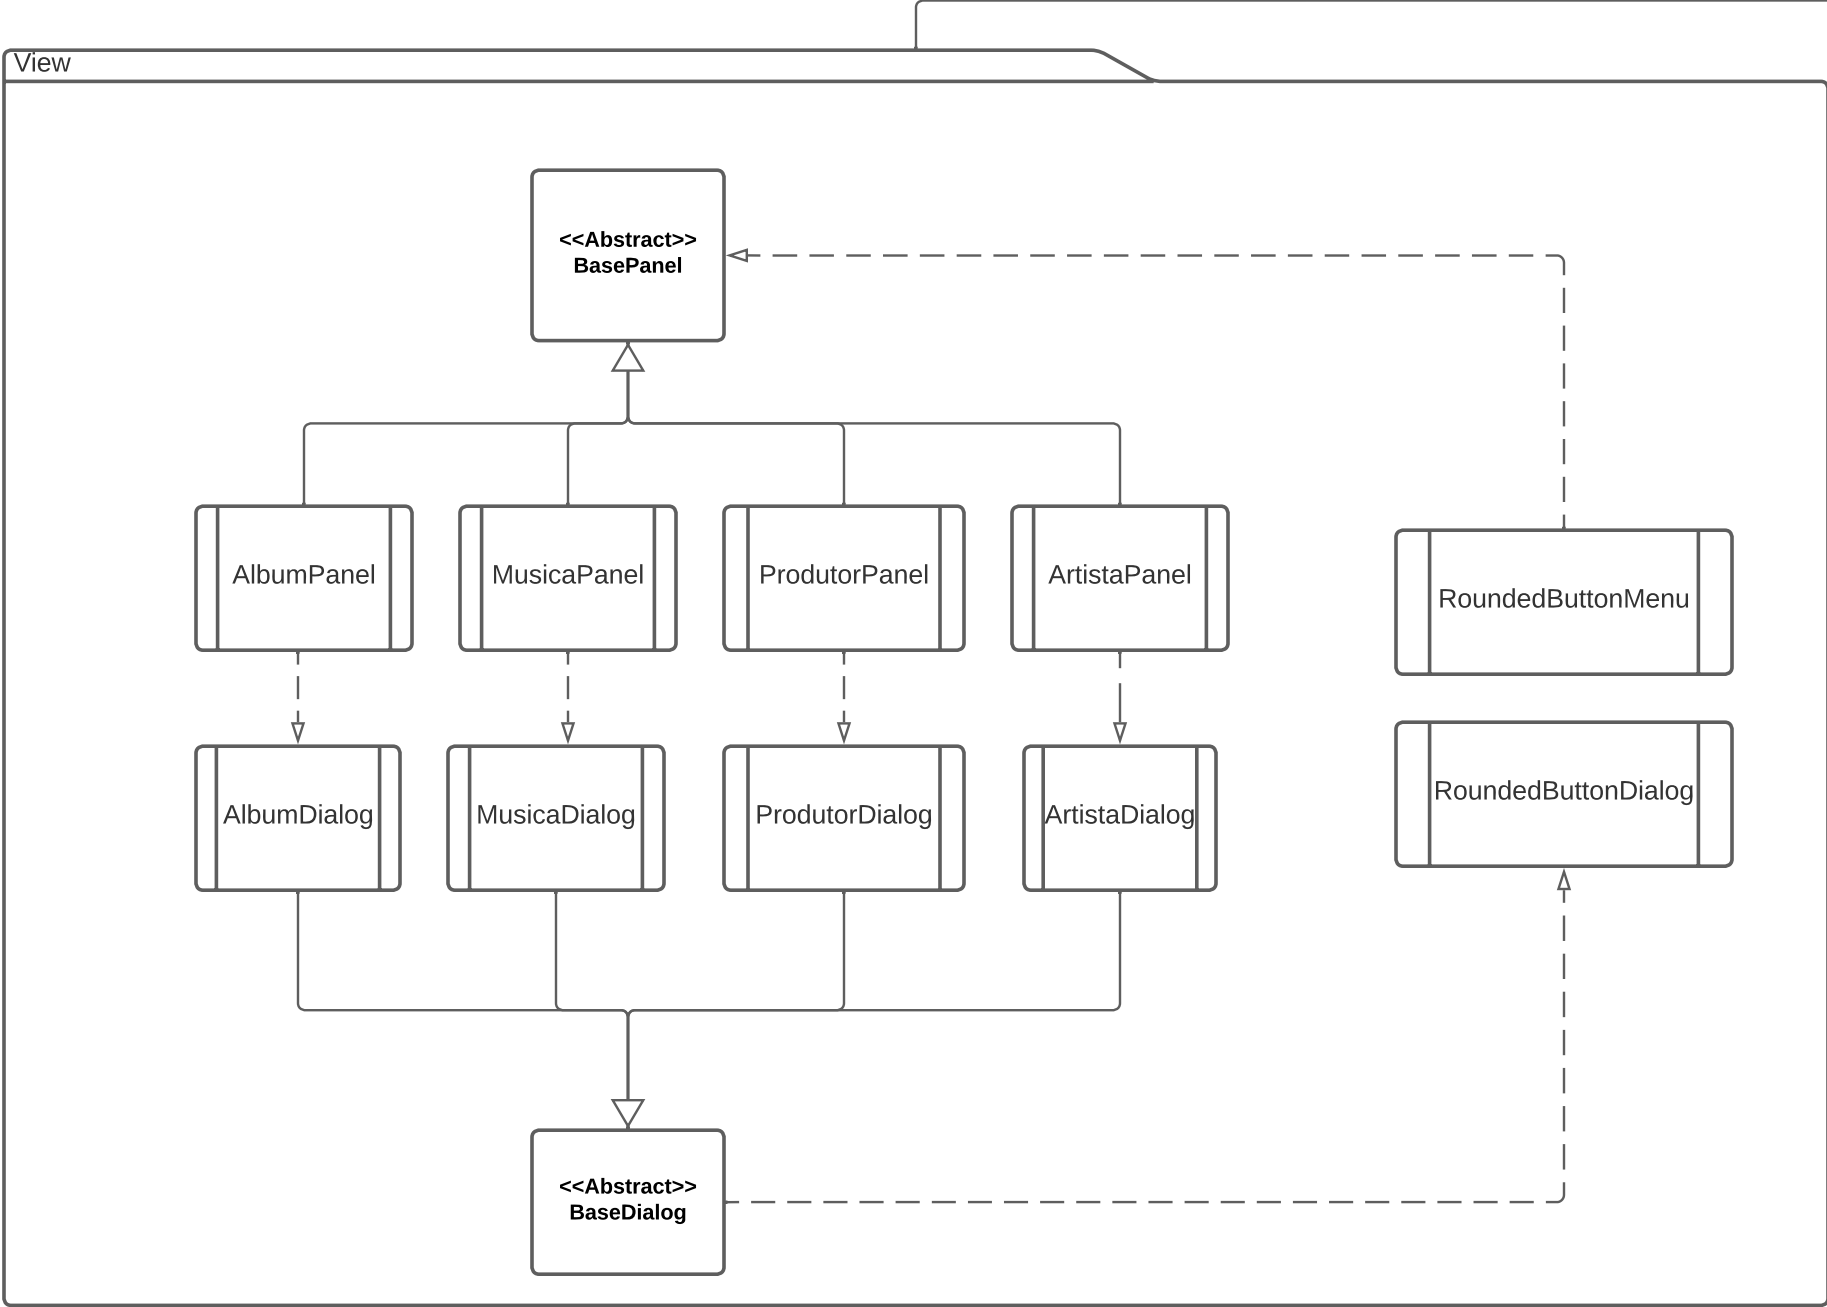 View
<<Abstract>>
BasePanel
AlbumPanel
MusicaPanel
ProdutorPanel
ArtistaPanel
RoundedButtonMenu
RoundedButtonDialog
AlbumDialog
MusicaDialog
ProdutorDialog
ArtistaDialog
<<Abstract>>
BaseDialog